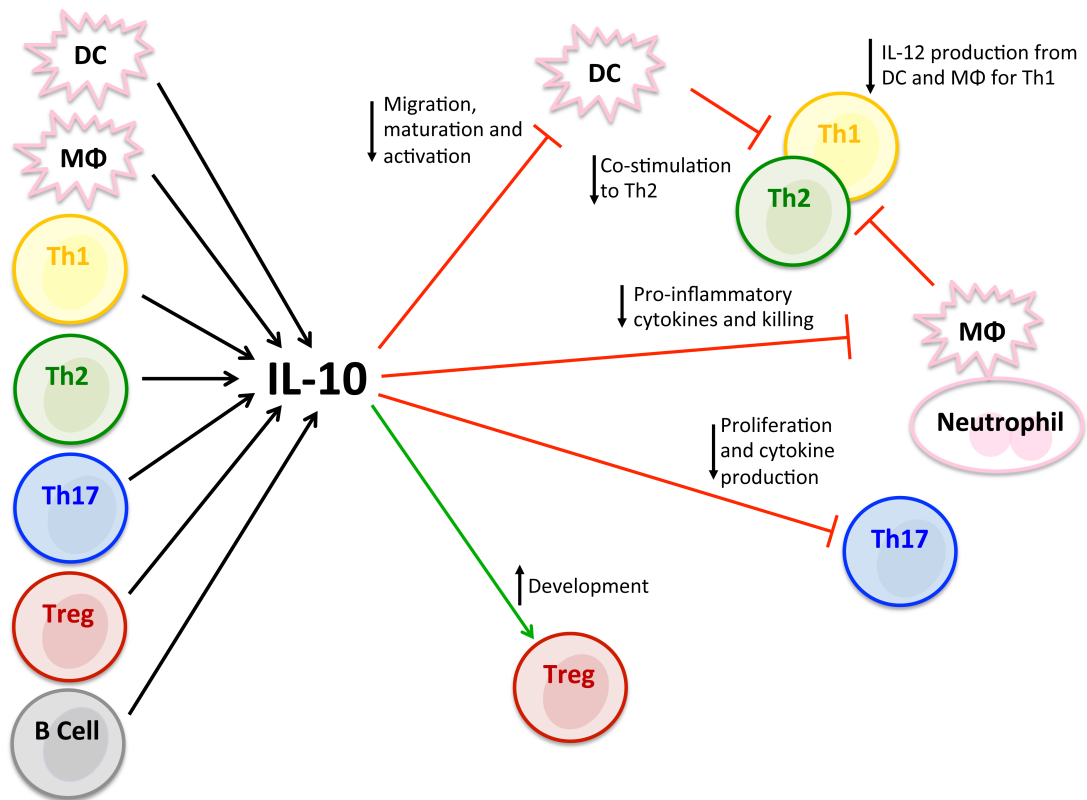 DC
MΦ
Th1
Th2
Th17
Treg
B Cell
IL-10
Migration,
maturation and
activation
DC
Co-stimulation
to Th2
IL-12 production from
DC and MΦ for Th1
Th1
Th2
Pro-inflammatory
cytokines and killing
MΦ
Neutrophil
Proliferation
and cytokine
production
Th17
Development
Treg